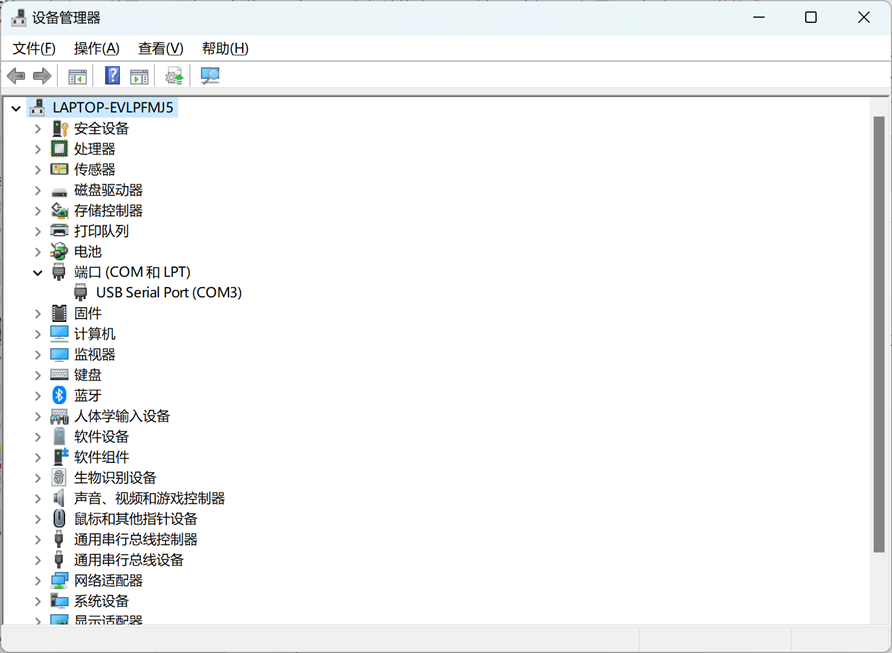 设备管理器
文件(F) 操作(A) 查看(V) 帮助(H)
LAPTOP-EVLPFMJ5
安全设备
处理器
传感器
磁盘驱动器
存储控制器
打印队列
电池
端口 (COM 和 LPT)
USB Serial Port (COM3)
固件
计算机
监视器
键盘
蓝牙
人体学输入设备
软件设备
软件组件
生物识别设备
声音、视频和游戏控制器
鼠标和其他指针设备
通用串行总线控制器
通用串行总线设备
网络适配器
系统设备
显示适配器